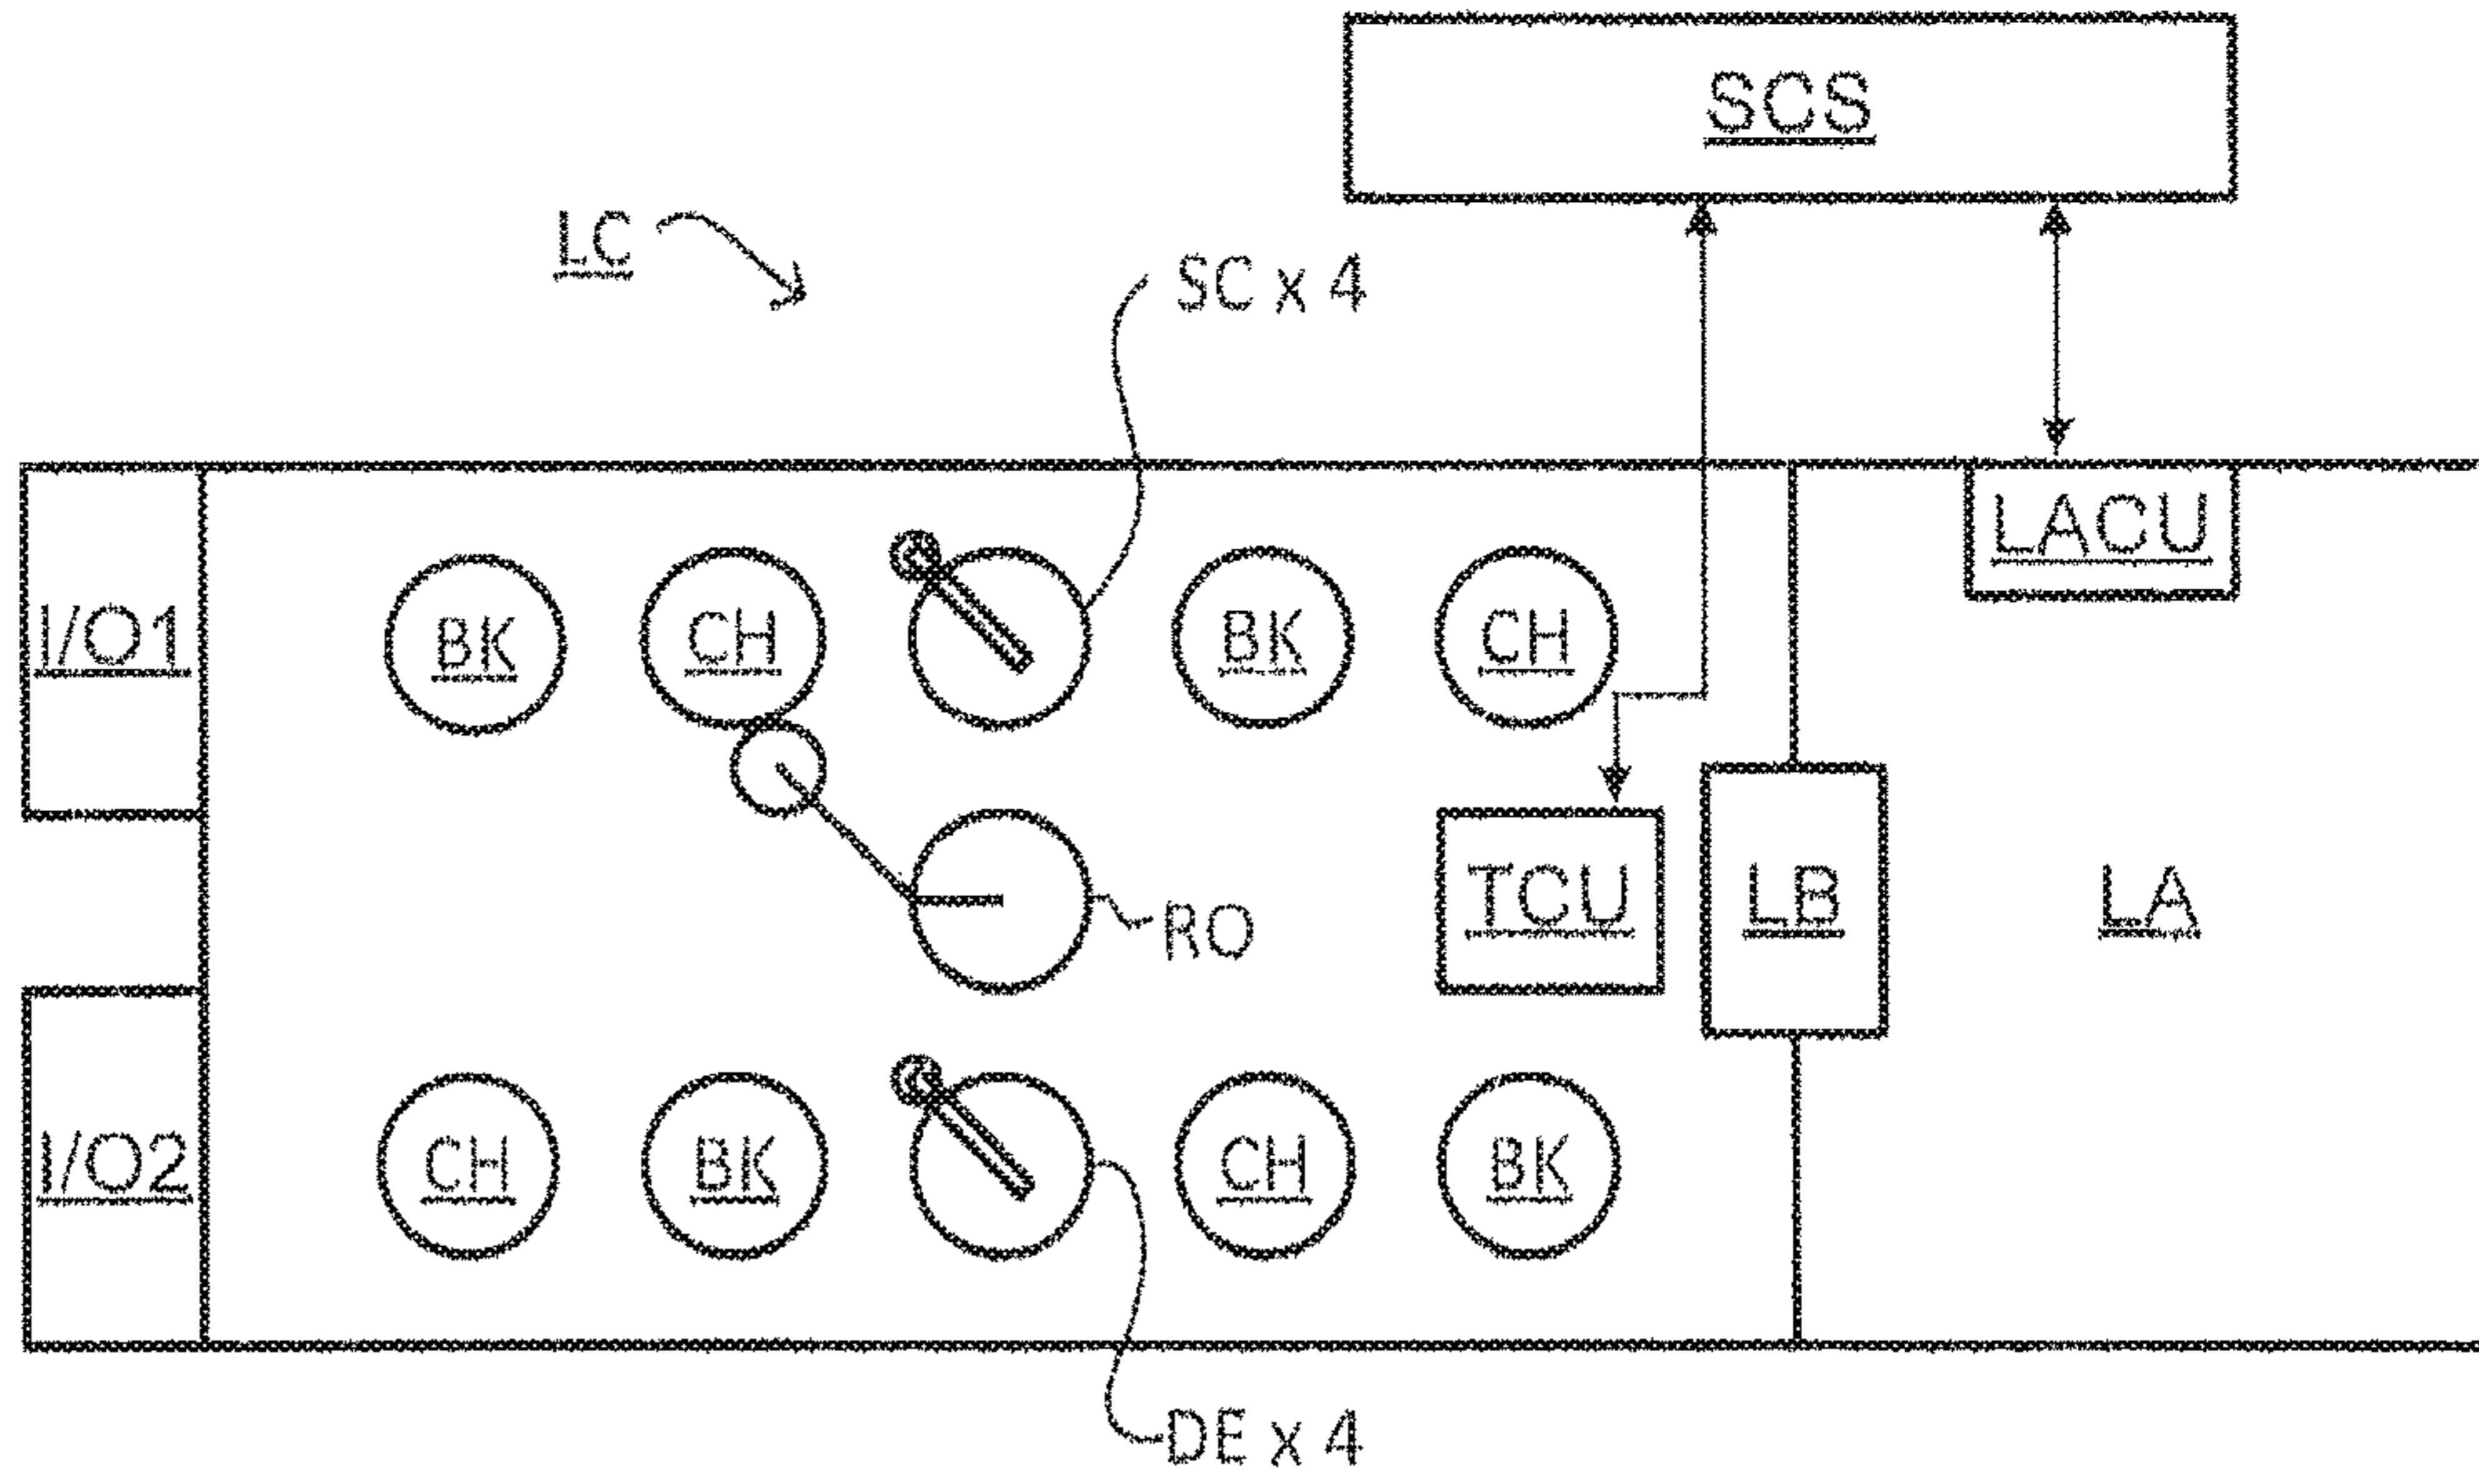 SCS
LC
SC x 4
LACU
I/O1
BK
CH
BK
CH
TCU
LB
LA
RO
I/O2
CH
BK
CH
BK
DE x 4